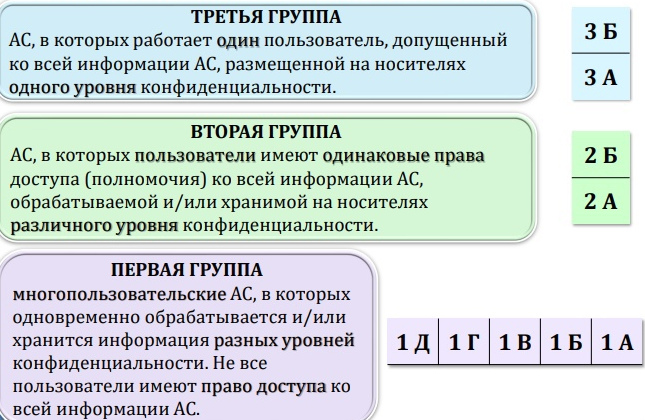 ТРЕТЬЯ ГРУППА
АС, в которых работает один пользователь, допущенный
ко всей информации АС, размещенной на носителях
одного уровня конфиденциальности.
3 Б
3 А
ВТОРАЯ ГРУППА
АС, в которых пользователи имеют одинаковые права
доступа (полномочия) ко всей информации АС,
обрабатываемой и/или хранимой на носителях
различного уровня конфиденциальности.
2 Б
2 А
ПЕРВАЯ ГРУППА
многопользовательские АС, в которых
одновременно обрабатывается и/или
хранится информация разных уровней
конфиденциальности. Не все
пользователи имеют право доступа ко
всей информации АС.
1 Д 1 Г 1 В 1 Б 1 А